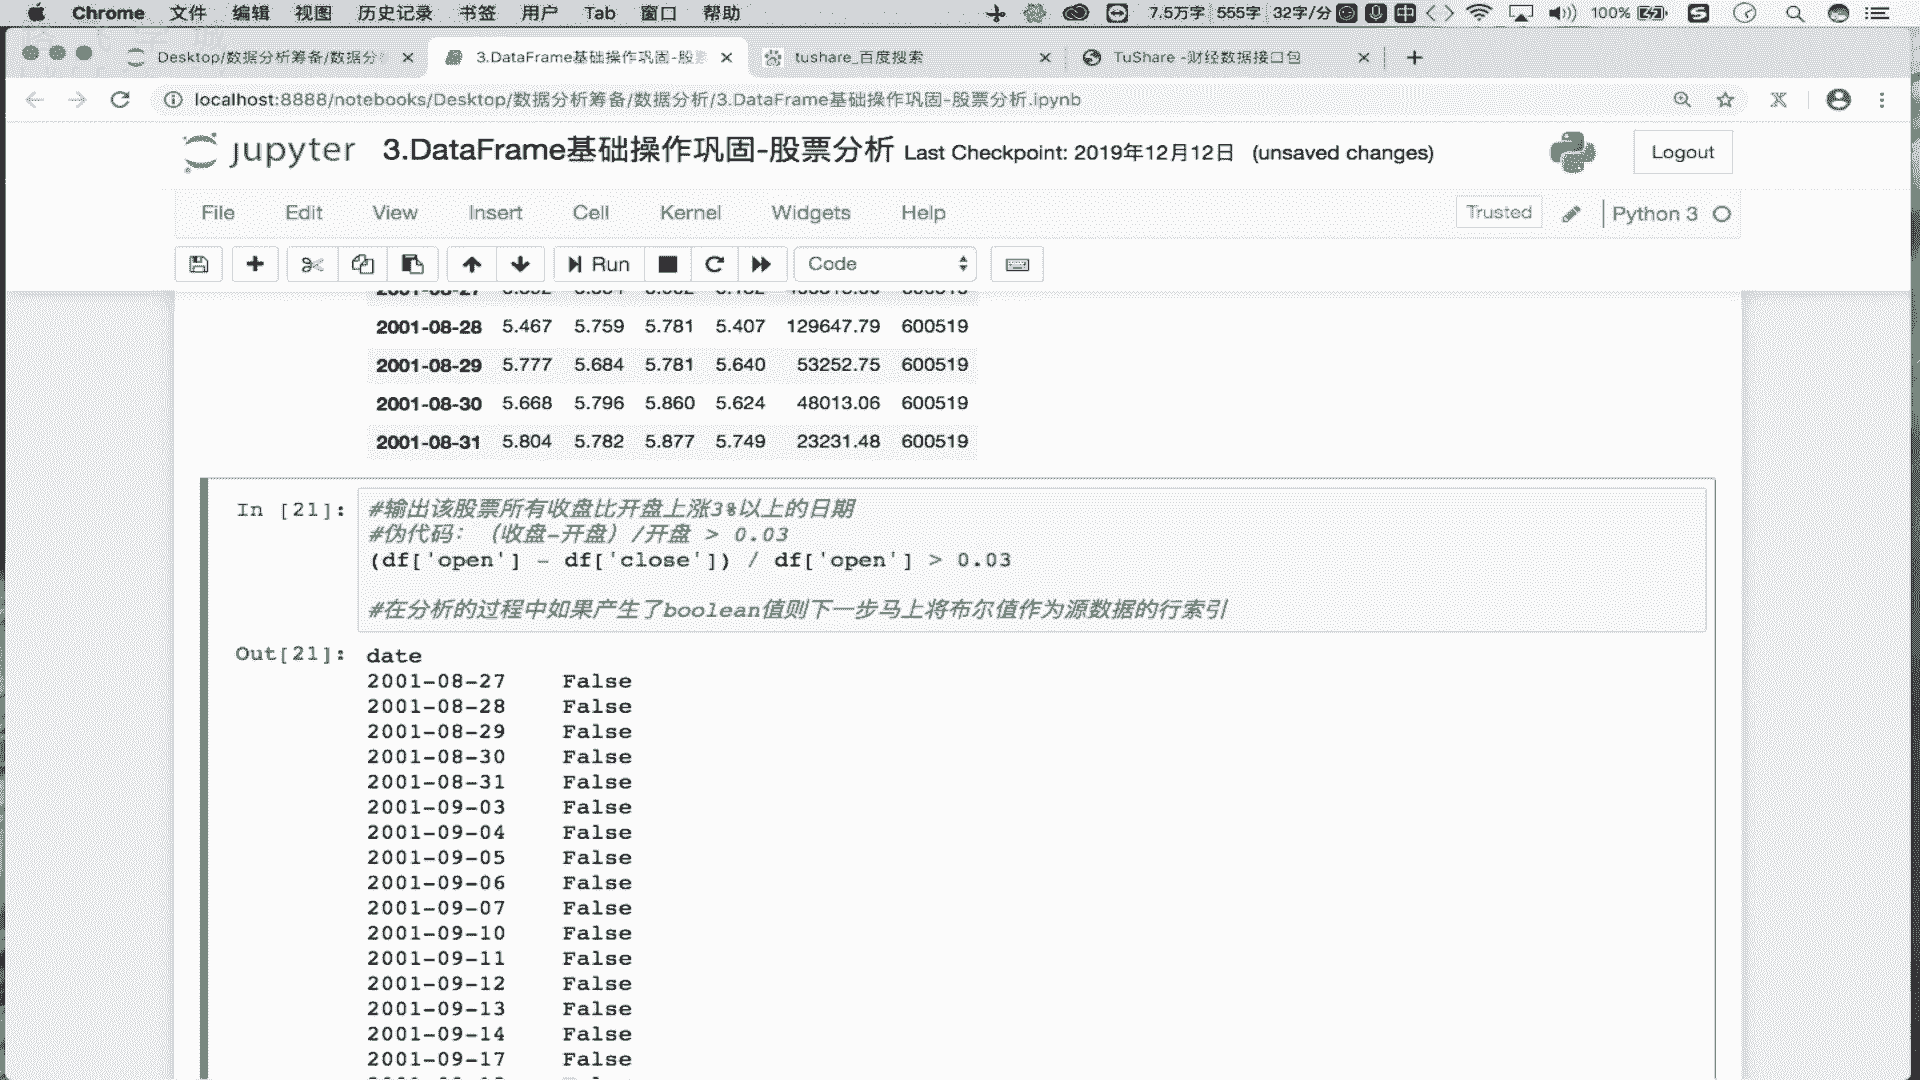 Chrome 文件 编辑 视图 历史记录 书签 用户 Tab 窗口 帮助 7.5万字 555字 32字/分 中 100%
Desktop/数据分析筹备/数据分 3.DataFrame基础操作巩固-股 tushare_百度搜索 TuShare -财经数据接口包
localhost:8888/notebooks/Desktop/数据分析筹备/数据分析/3.DataFrame基础操作巩固-股票分析.ipynb
jupyter 3.DataFrame基础操作巩固-股票分析 Last Checkpoint: 2019年12月12日 (unsaved changes) Logout
File Edit View Insert Cell Kernel Widgets Help Trusted Python 3
Run Code
2001-08-28 5.467 5.759 5.781 5.407 129647.79 600519
2001-08-29 5.777 5.684 5.781 5.640 53252.75 600519
2001-08-30 5.668 5.796 5.860 5.624 48013.06 600519
2001-08-31 5.804 5.782 5.877 5.749 23231.48 600519
In [21]: #输出该股票所有收盘比开盘上涨3%以上的日期
#伪代码：（收盘-开盘）/开盘 > 0.03
(df['open'] - df['close']) / df['open'] > 0.03
#在分析的过程中如果产生了boolean值则下一步马上将布尔值作为源数据的行索引
Out[21]: date
2001-08-27 False
2001-08-28 False
2001-08-29 False
2001-08-30 False
2001-08-31 False
2001-09-03 False
2001-09-04 False
2001-09-05 False
2001-09-06 False
2001-09-07 False
2001-09-10 False
2001-09-11 False
2001-09-12 False
2001-09-13 False
2001-09-14 False
2001-09-17 False